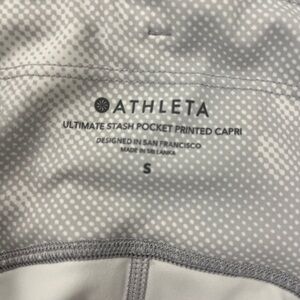 ATHLETA
ULTIMATE STASH POCKET PRINTED CAPRI
DESIGNED IN SAN FRANCISCO
MADE IN SRI LANKA
S